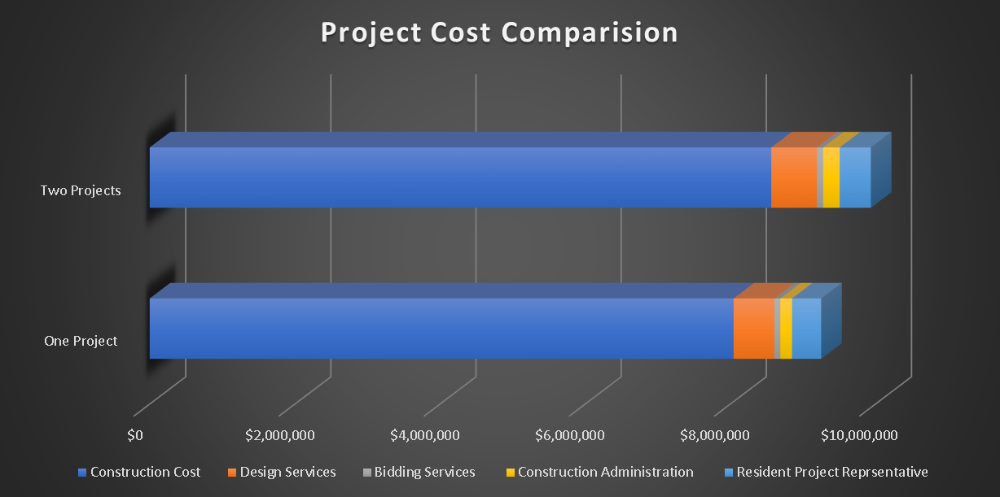 Project Cost Comparision
Two Projects
One Project
$0 $2,000,000 $4,000,000 $6,000,000 $8,000,000 $10,000,000
Construction Cost Design Services Bidding Services Construction Administration Resident Project Reprsentative